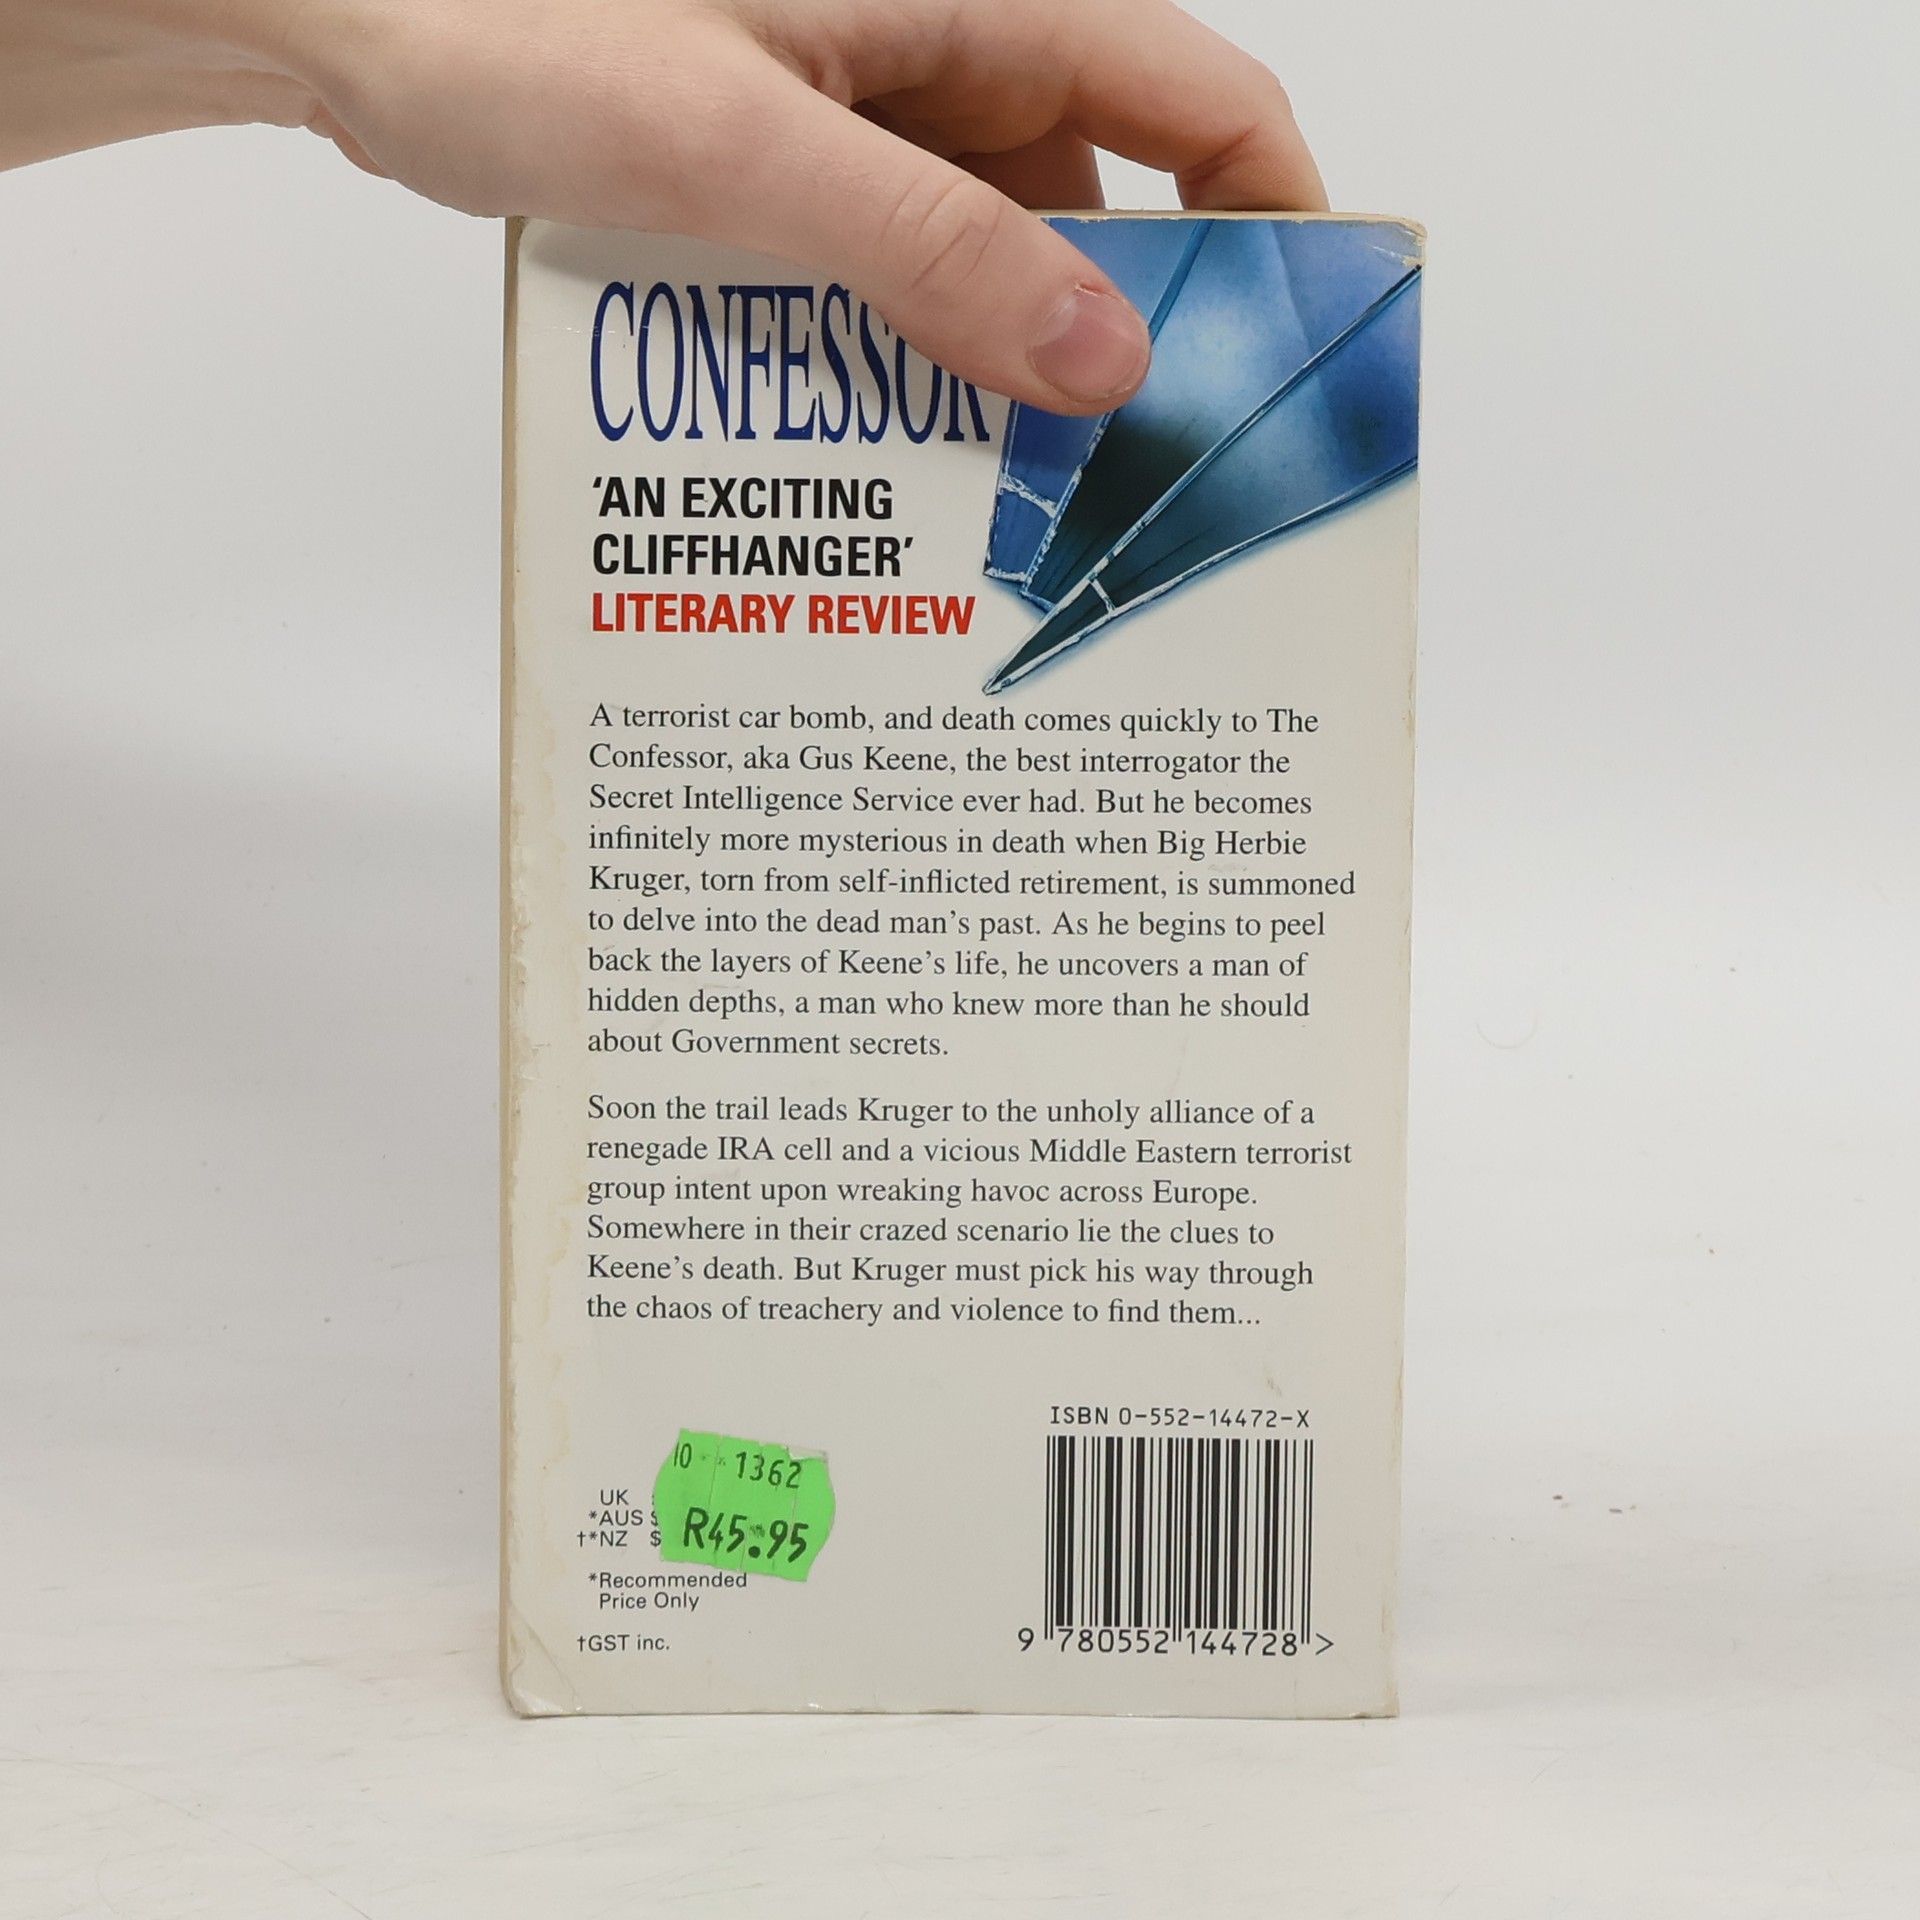 CONFESSOR
'AN EXCITING
CLIFFHANGER'
LITERARY REVIEW
A terrorist car bomb, and death comes quickly to The
Confessor, aka Gus Keene, the best interrogator the
Secret Intelligence Service ever had. But he becomes
infinitely more mysterious in death when Big Herbie
Kruger, torn from self-inflicted retirement, is summoned
to delve into the dead man's past. As he begins to peel
back the layers of Keene's life, he uncovers a man of
hidden depths, a man who knew more than he should
about Government secrets.
Soon the trail leads Kruger to the unholy alliance of a
renegade IRA cell and a vicious Middle Eastern terrorist
group intent upon wreaking havoc across Europe.
Somewhere in their crazed scenario lie the clues to
Keene's death. But Kruger must pick his way through
the chaos of treachery and violence to find them...
ISBN 0-552-14472-X
10 1362
R45.95
UK
*AUS $
†*NZ $
*Recommended
Price Only
†GST inc.
9 780552 144728 >